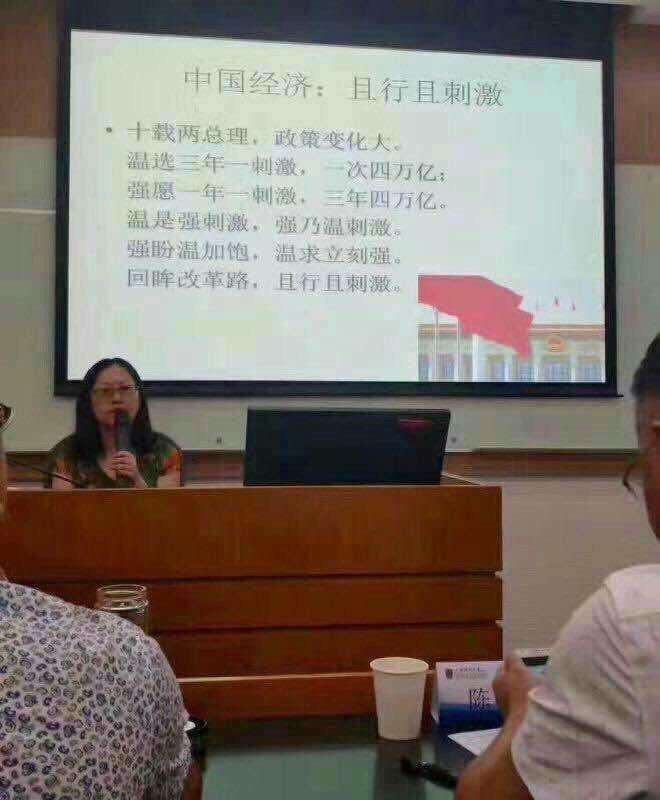 中国经济：且行且刺激
• 十载两总理，政策变化大。
温选三年一刺激，一次四万亿；
强愿一年一刺激，三年四万亿。
温是强刺激，强乃温刺激。
强盼温加饱，温求立刻强。
回眸改革路，且行且刺激。
陈